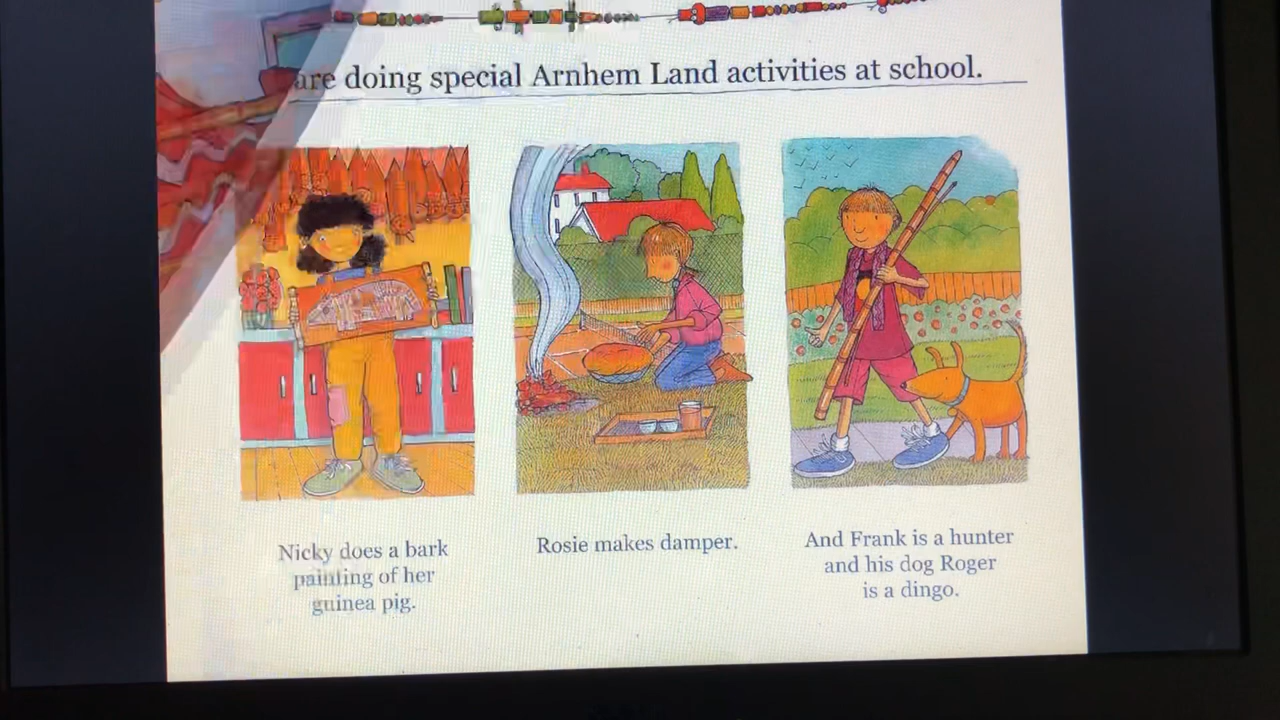 are doing special Arnhem Land activities at school.
Nicky does a bark
painting of her
guinea pig.
Rosie makes damper.
And Frank is a hunter
and his dog Roger
is a dingo.